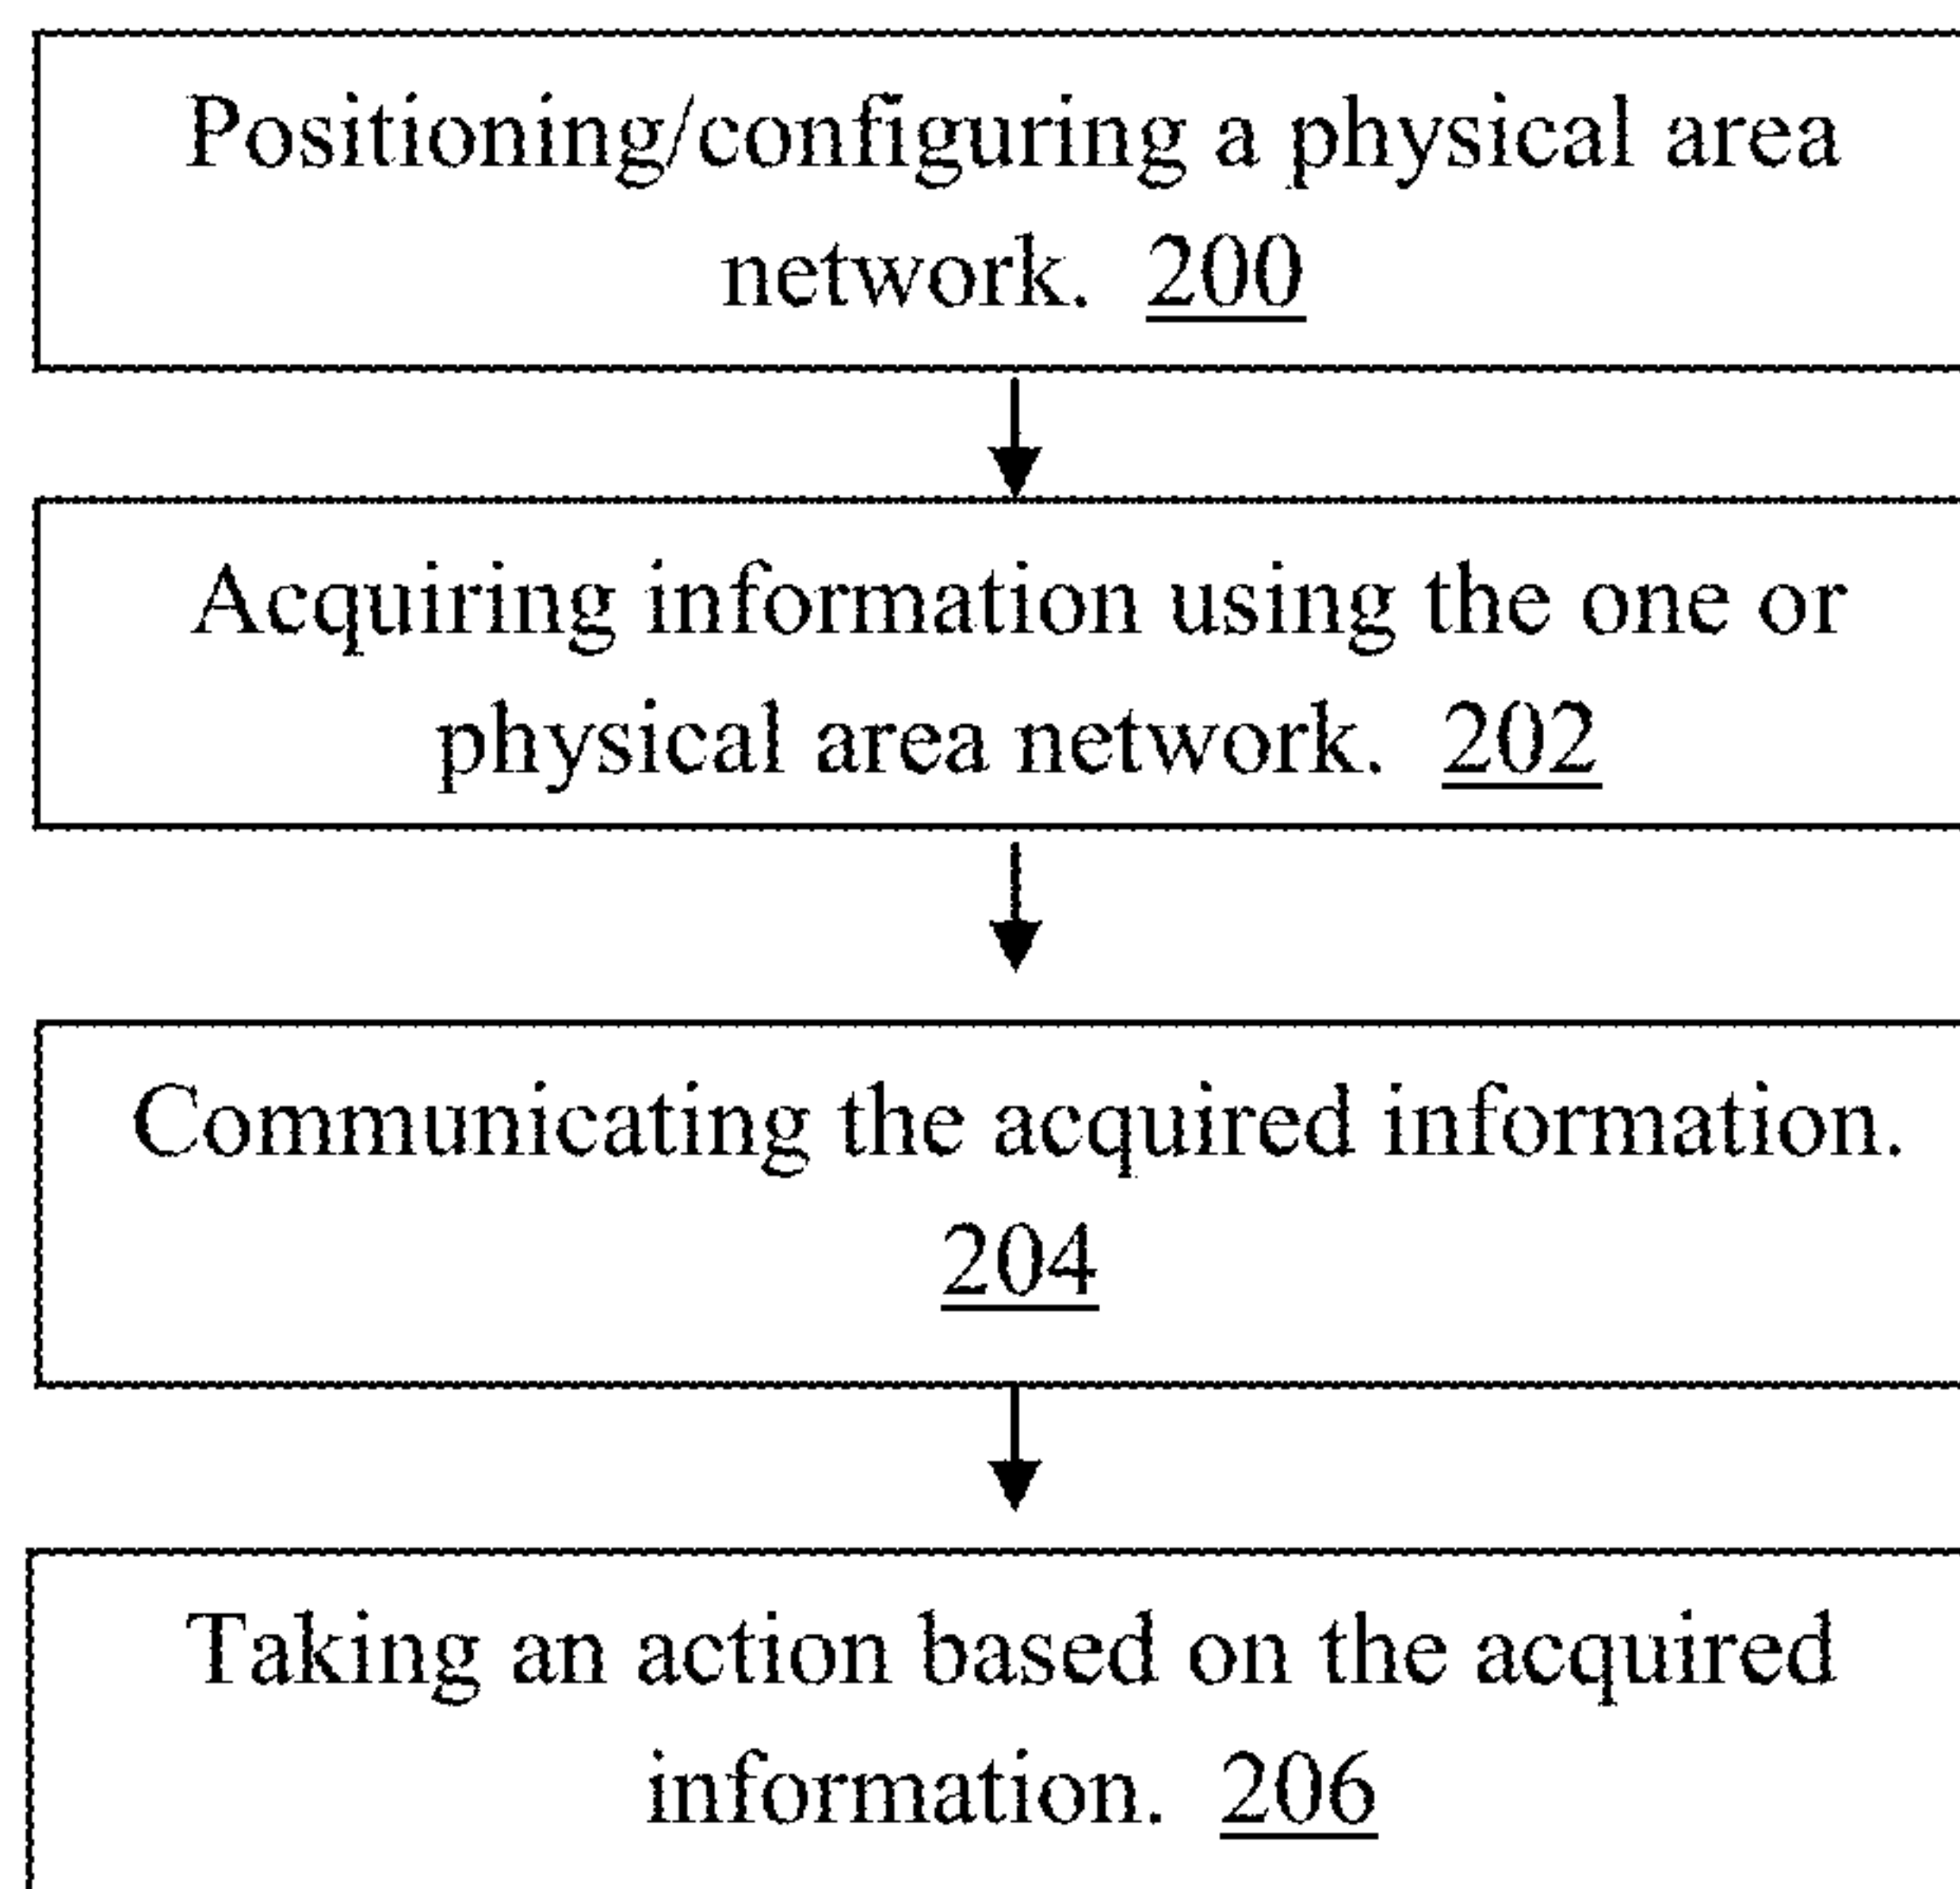 Positioning/configuring a physical area
network. 200
Acquiring information using the one or
physical area network. 202
Communicating the acquired information.
204
Taking an action based on the acquired
information. 206